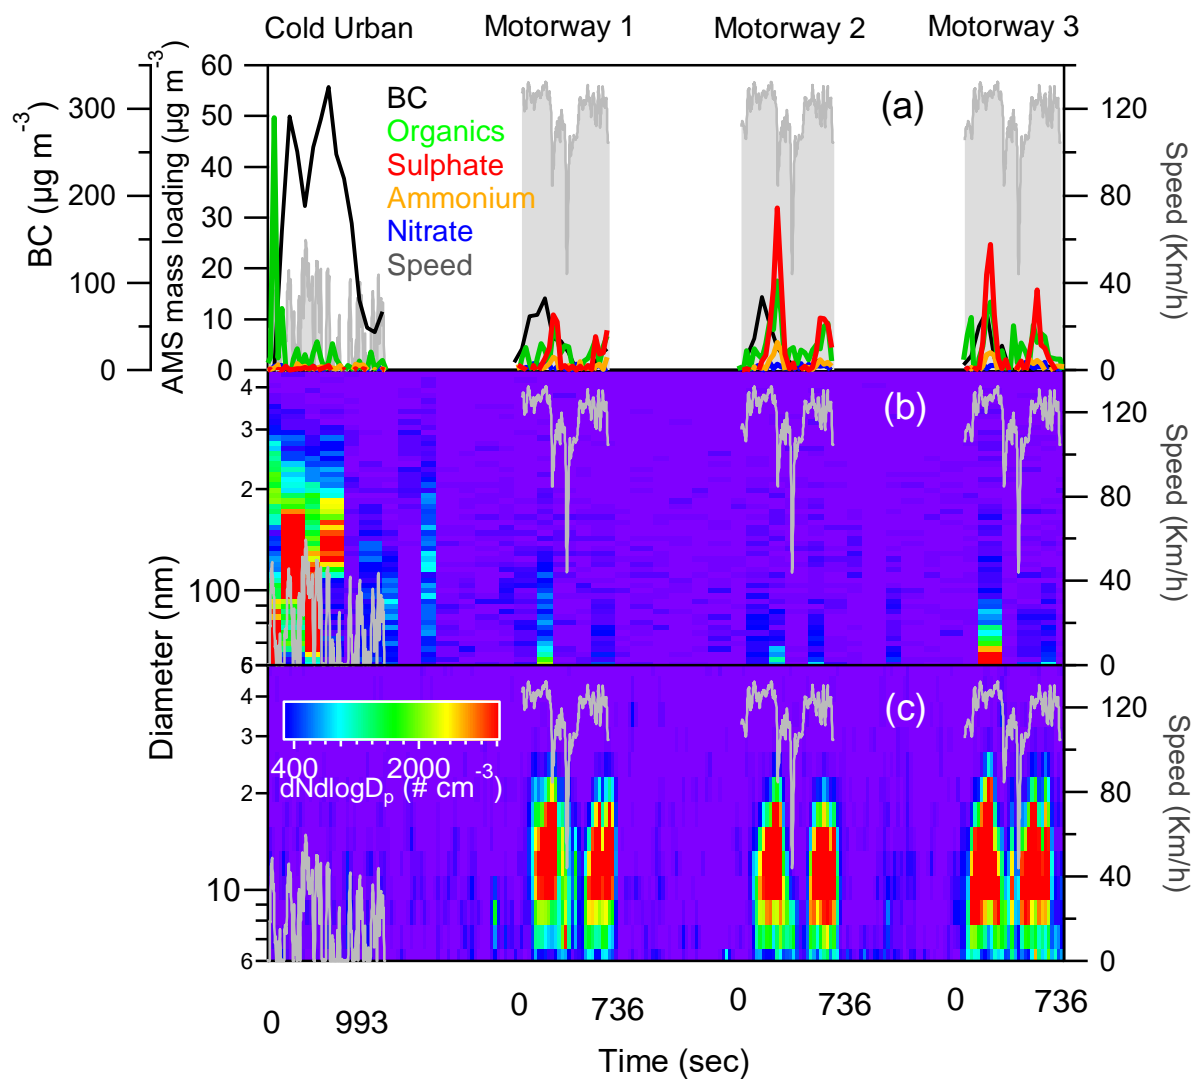 Cold Urban Motorway 1 Motorway 2 Motorway 3
BC (µg m-3)
300
200
100
0
AMS mass loading (µg m-3)
60
50
40
30
20
10
0
BC
Organics
Sulphate
Ammonium
Nitrate
Speed
(a)
120
80
40
0
Speed (Km/h)
Diameter (nm)
4
3
2
100
6
(b)
120
80
40
0
Speed (Km/h)
4
3
2
10
6
400 2000
dNdlogDp (# cm-3)
(c)
120
80
40
0
Speed (Km/h)
0 993 0 736 0 736 0 736
Time (sec)